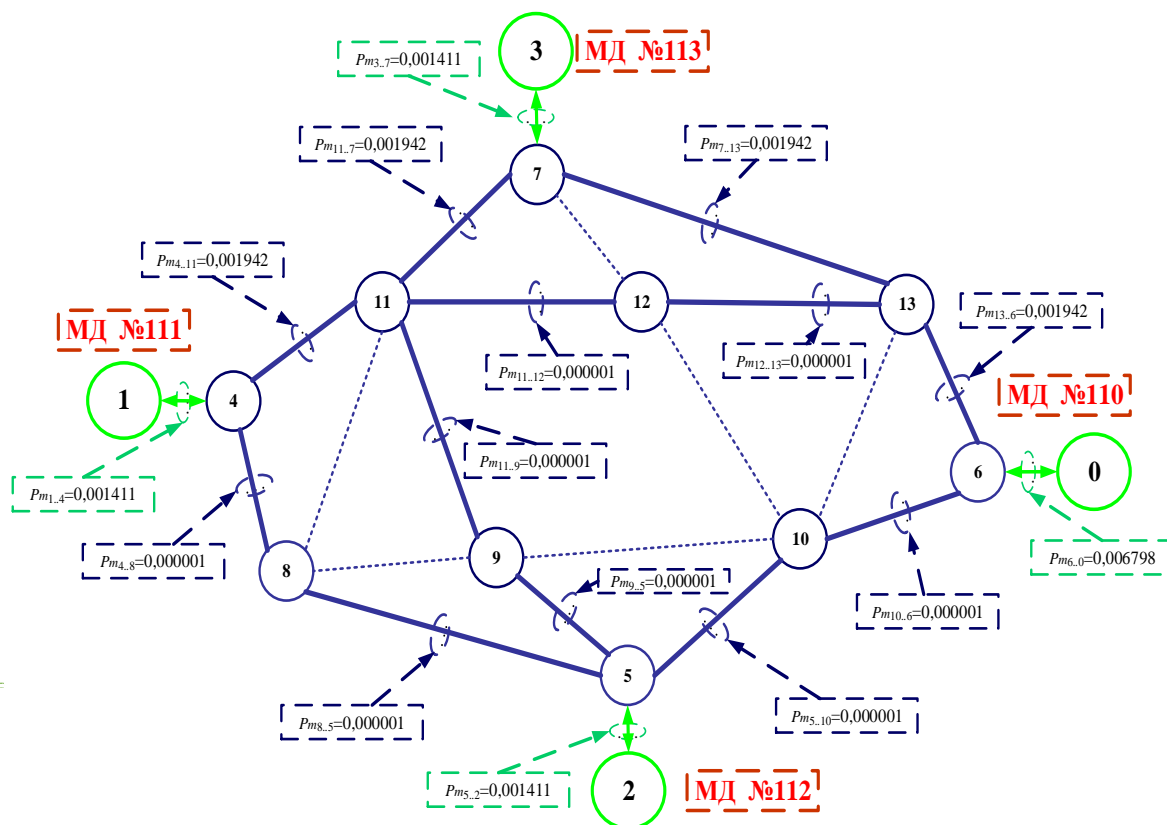 3
МД №113
Pm3..7=0,001411
Pm11..7=0,001942
Pm7..13=0,001942
7
Pm4..11=0,001942
11
12
13
Pm13..6=0,001942
МД №111
Pm11..12=0,000001
Pm12..13=0,000001
МД №110
1
4
Pm11..9=0,000001
6
0
Pm1..4=0,001411
Pm4..8=0,000001
8
9
10
Pm6..0=0,006798
Pm9..5=0,000001
Pm10..6=0,000001
5
Pm8..5=0,000001
Pm5..10=0,000001
Pm5..2=0,001411
2
МД №112